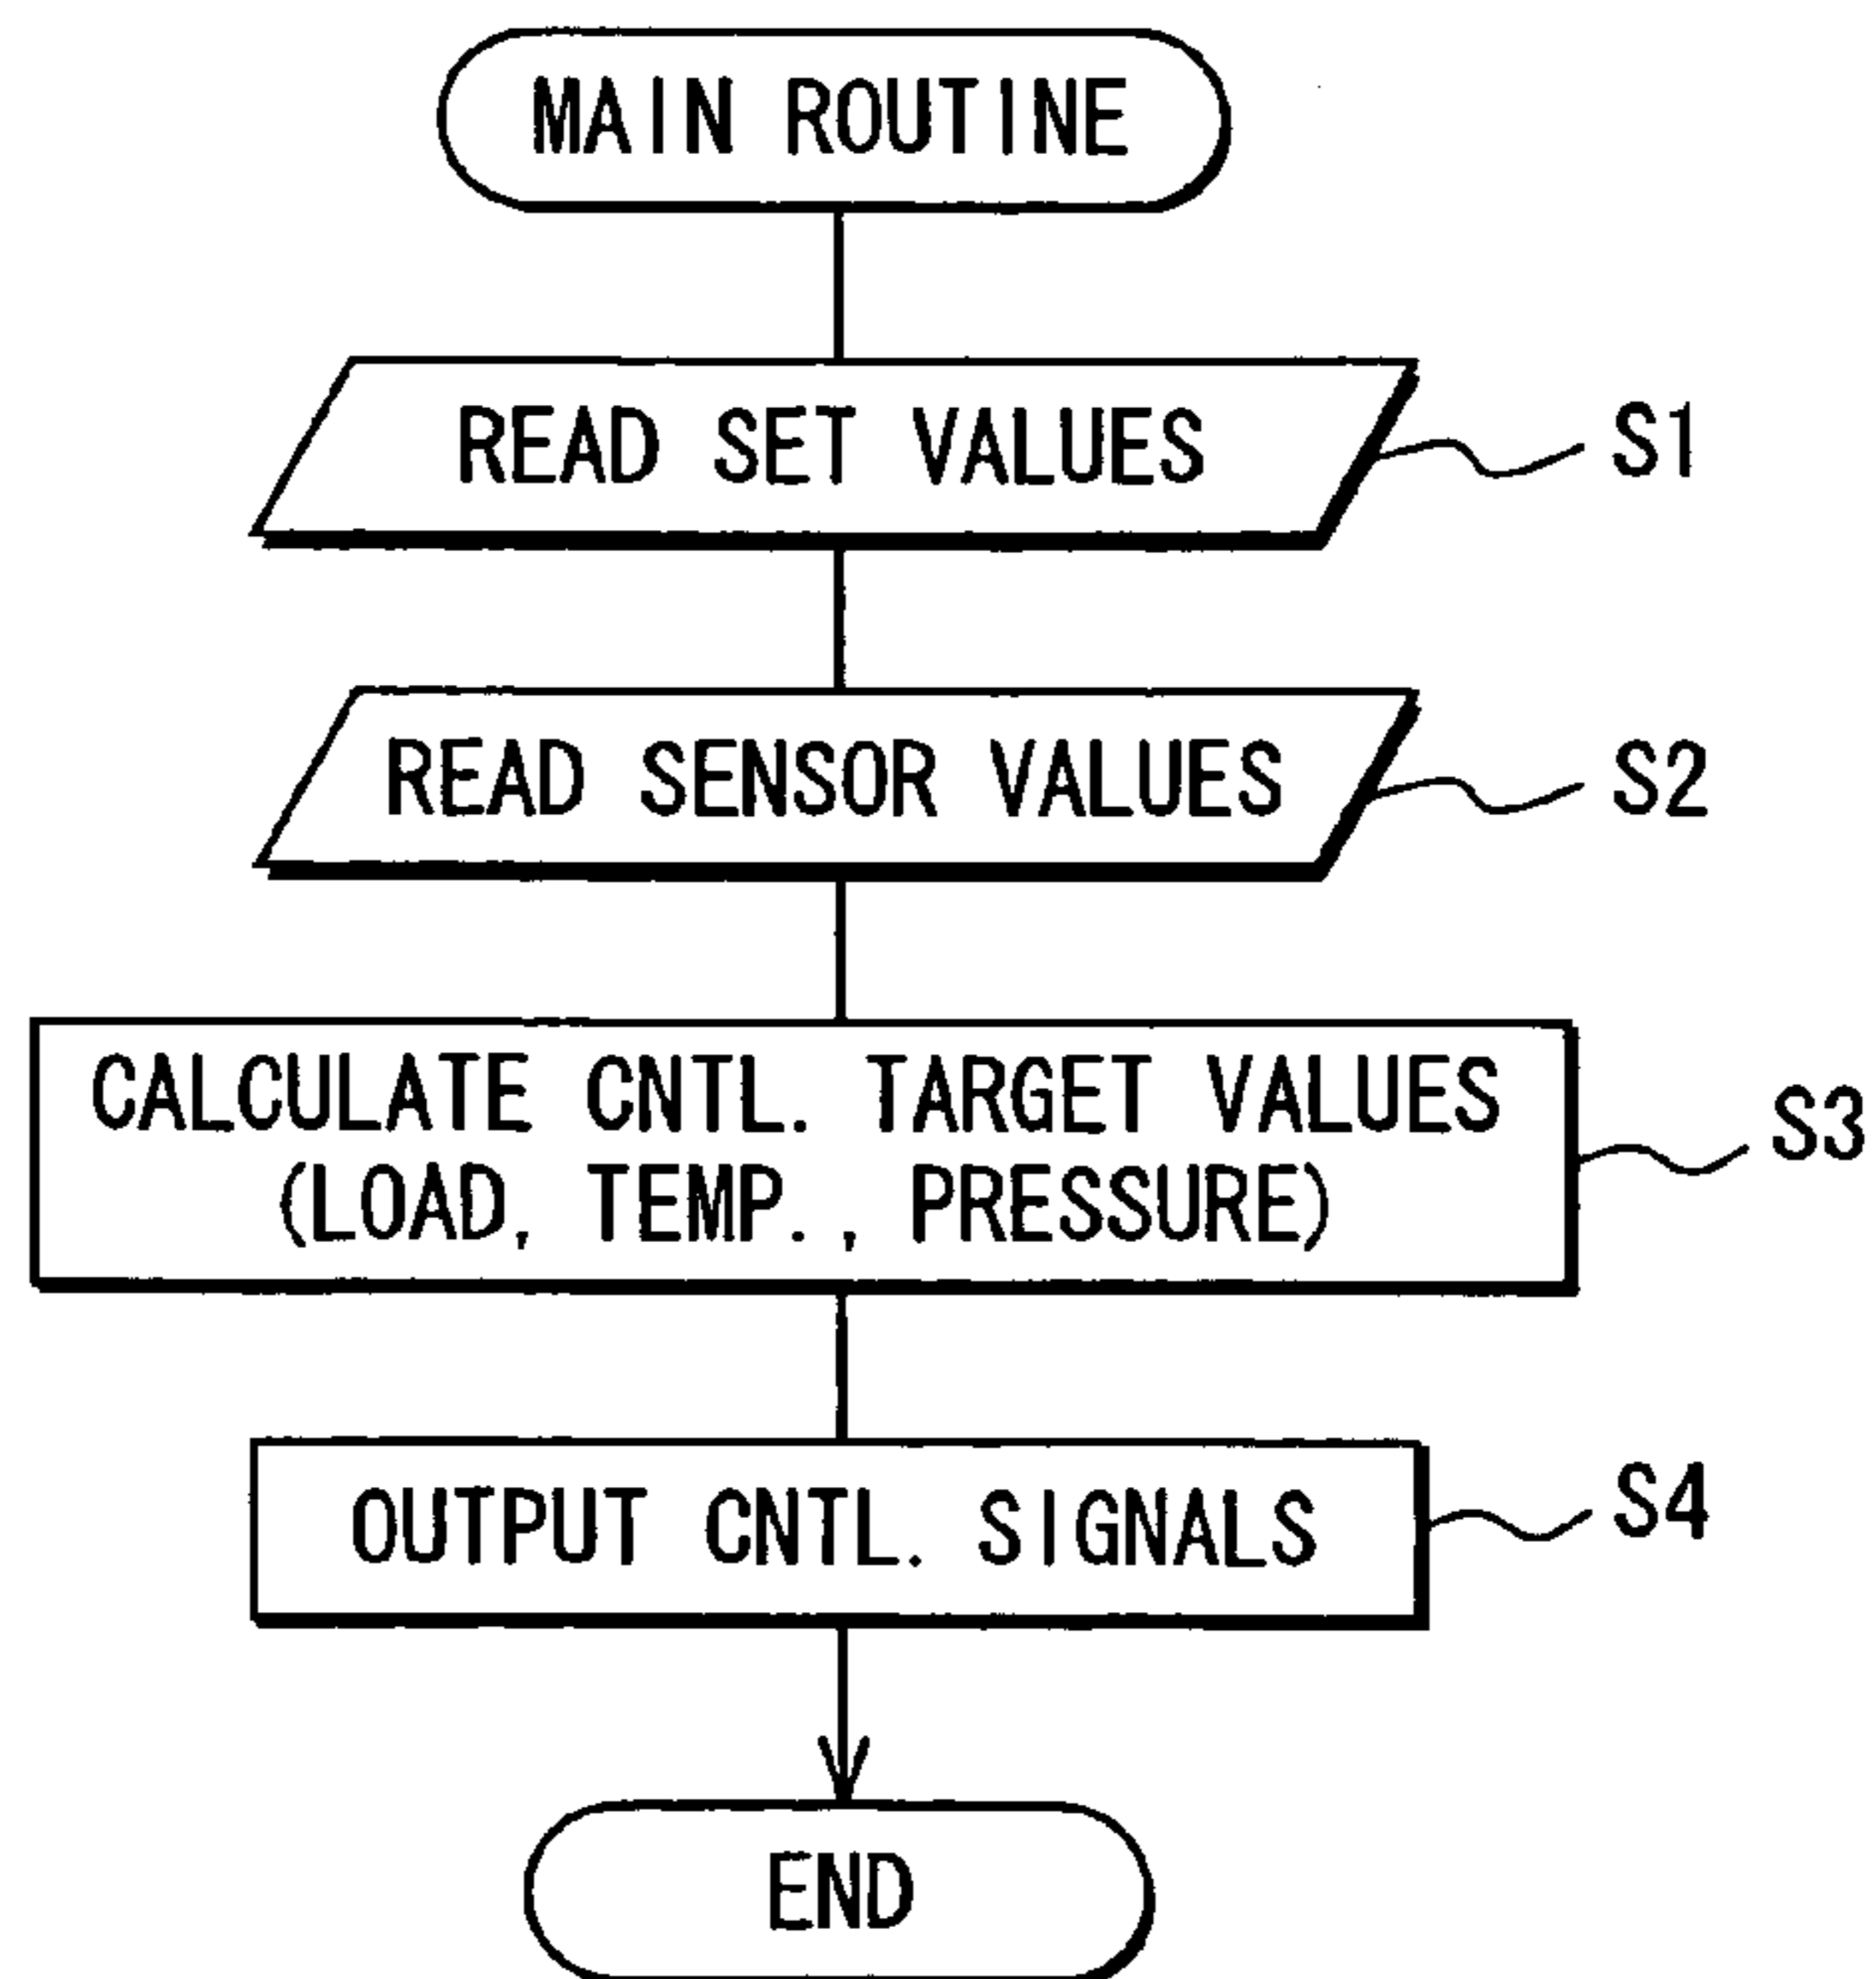 MAIN ROUTINE
READ SET VALUES
S1
READ SENSOR VALUES
S2
CALCULATE CNTL. TARGET VALUES
(LOAD, TEMP., PRESSURE)
S3
OUTPUT CNTL. SIGNALS
S4
END